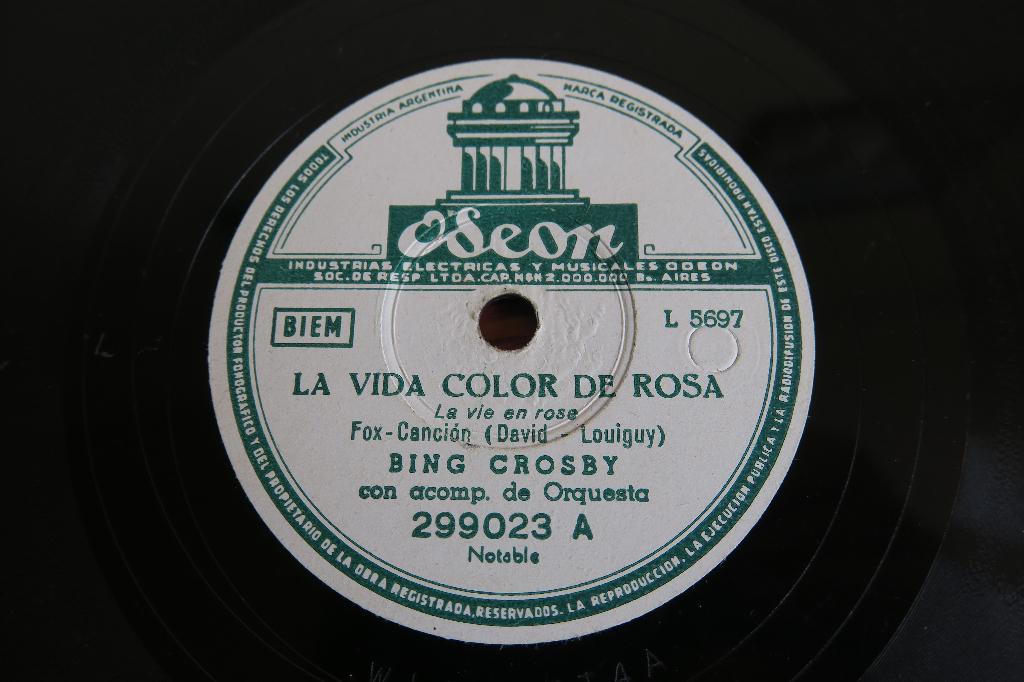 INDUSTRIA ARGENTINA
MARCA REGISTRADA
Odeon
INDUSTRIAS ELECTRICAS Y MUSICALES ODEON
SOC. DE RESP LTDA. CAP. M$N 2.000.000 Bs. AIRES
BIEM
L 5697
LA VIDA COLOR DE ROSA
La vie en rose
Fox-Canción (David - Louiguy)
BING CROSBY
con acomp. de Orquesta
299023 A
Notable
TODOS LOS DERECHOS DEL PRODUCTOR FONOGRAFICO Y DEL PROPIETARIO DE LA OBRA REGISTRADA, RESERVADOS. LA REPRODUCCION, LA EJECUCION PUBLICA Y LA RADIODIFUSION DE ESTE DISCO ESTAN PROHIBIDAS